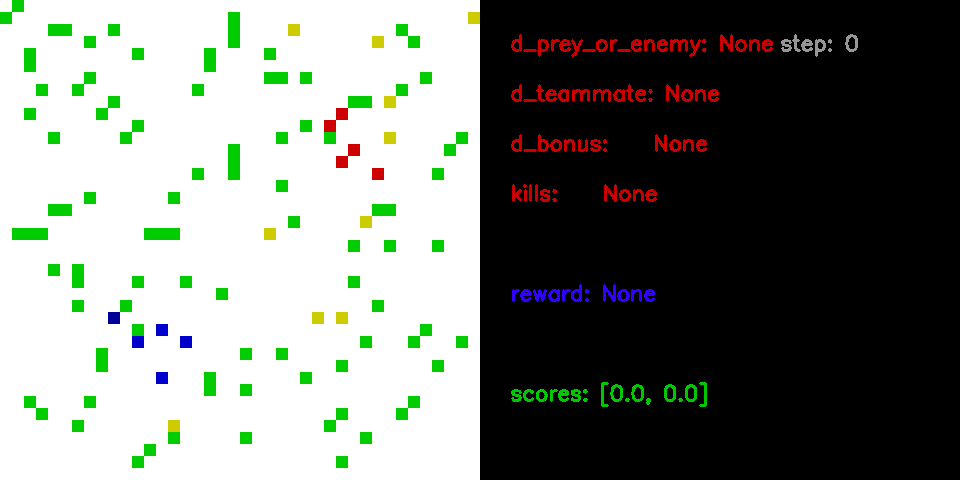 d_prey_or_enemy: None step: 0
d_teammate: None
d_bonus: None
kills: None
reward: None
scores: [0.0, 0.0]